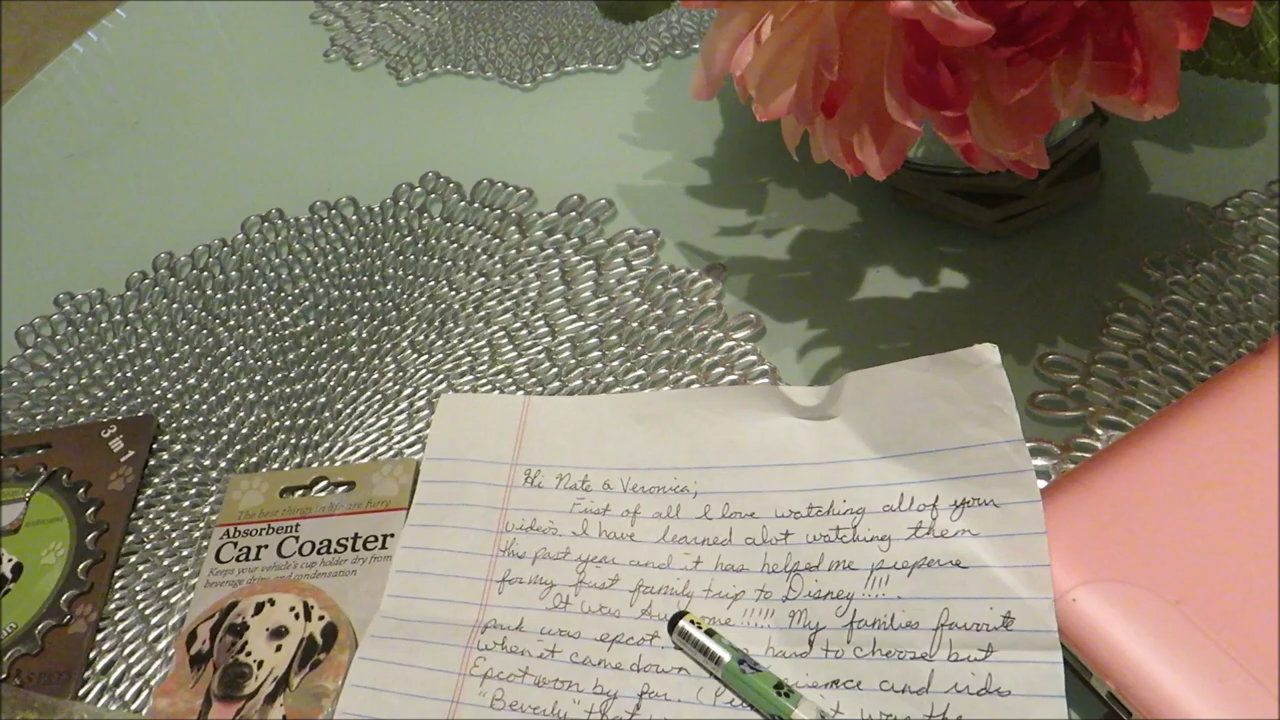 3 in 1
The best things in life are furry
Absorbent
Car Coaster
Keeps your vehicle's cup holder dry from
beverage drips and condensation
Hi Nate & Veronica,
First of all I love watching all of your
videos. I have learned alot watching them
this past year and it has helped me prepare
for my first family trip to Disney!!!!.
It was !!!!! My families favorite
park was epcot. hard to choose but
when it came down and rids
Epcot won by far. ( it was the
"Beverly" that